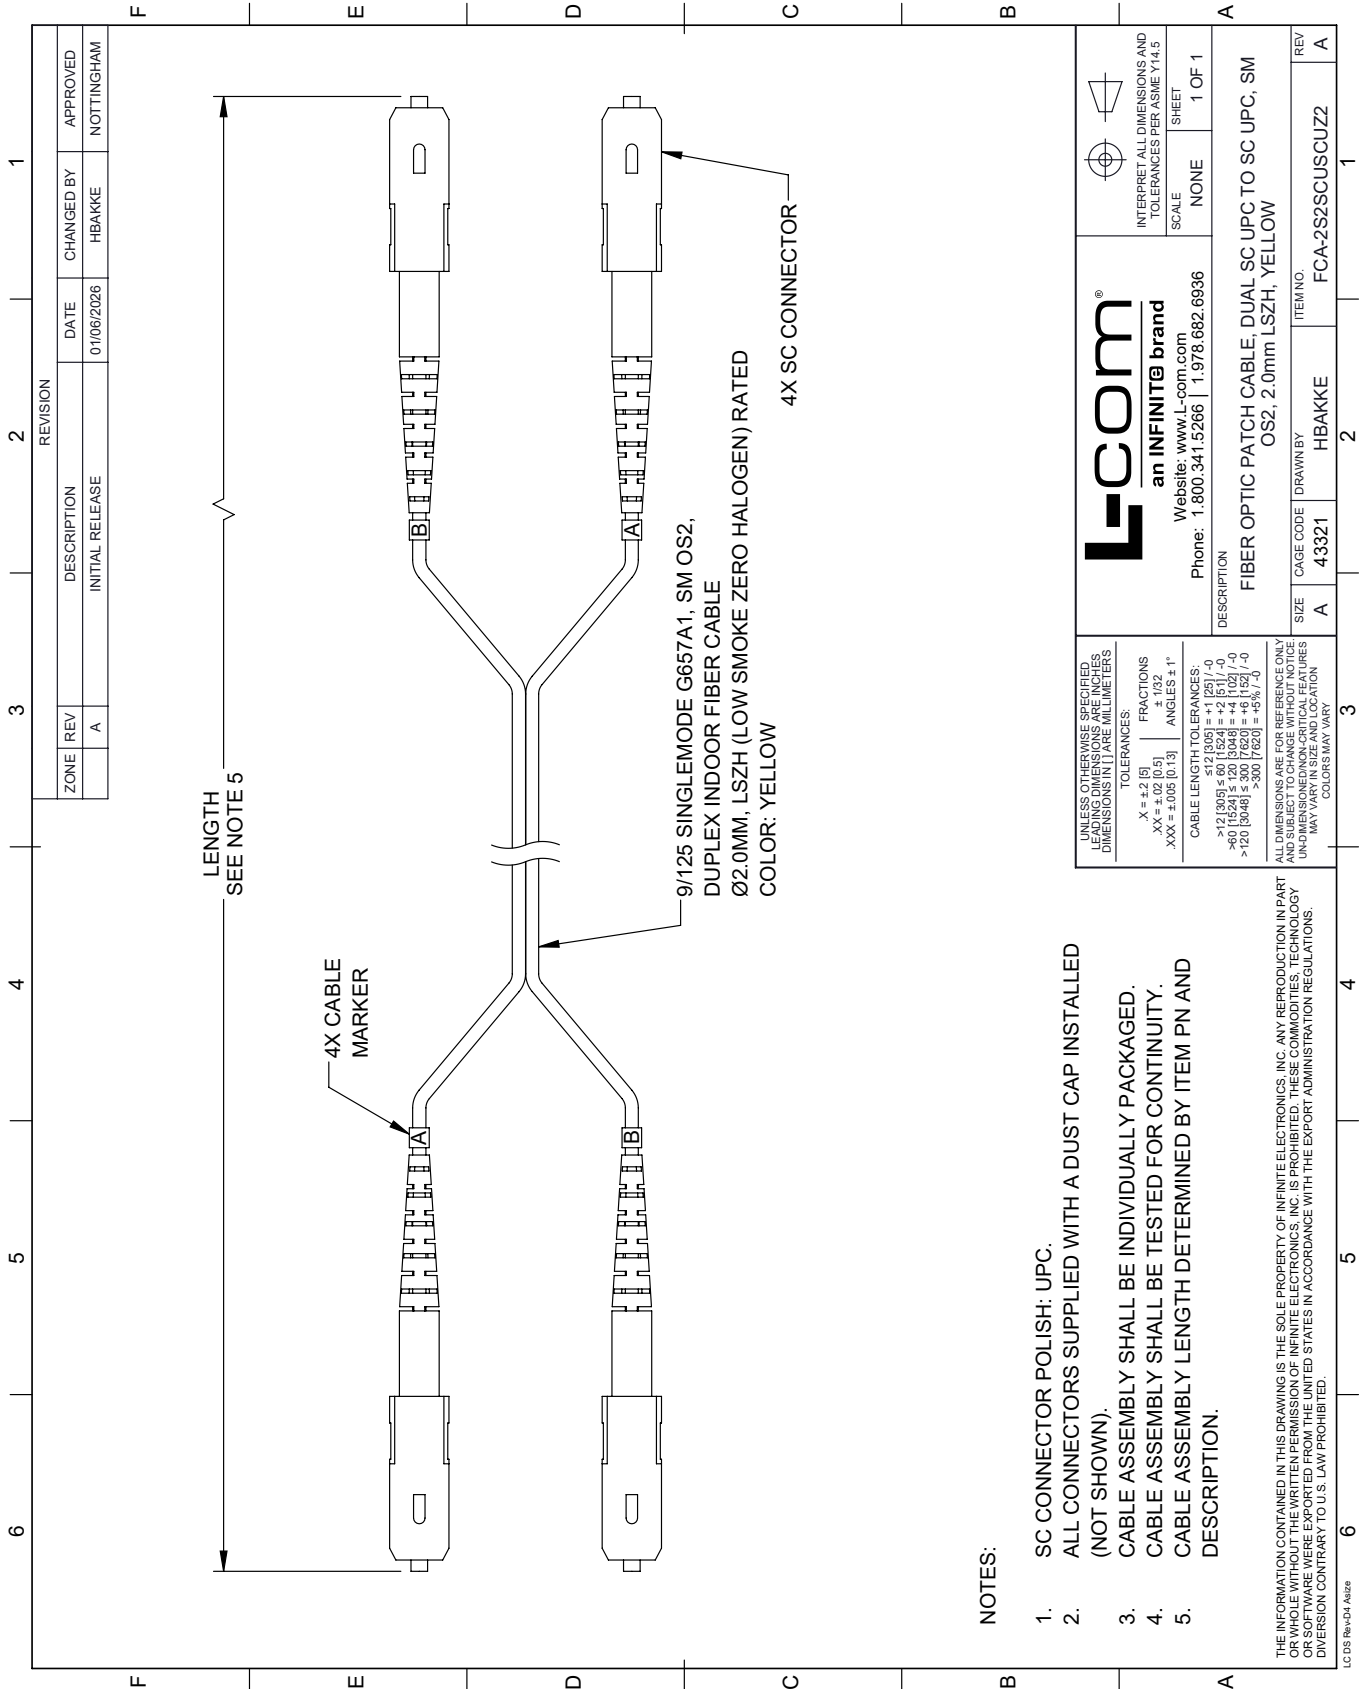 6 5 4 3 2 1
F
E
D
C
B
A
F
E
D
C
B
A
REVISION
ZONE REV DESCRIPTION DATE CHANGED BY APPROVED
A INITIAL RELEASE 01/06/2026 HBAKKE NOTTINGHAM
LENGTH
SEE NOTE 5
4X CABLE
MARKER
A
B
B
A
9/125 SINGLEMODE G657A1, SM OS2,
DUPLEX INDOOR FIBER CABLE
Ø2.0MM, LSZH (LOW SMOKE ZERO HALOGEN) RATED
COLOR: YELLOW
4X SC CONNECTOR
NOTES:
1. SC CONNECTOR POLISH: UPC.
2. ALL CONNECTORS SUPPLIED WITH A DUST CAP INSTALLED
(NOT SHOWN).
3. CABLE ASSEMBLY SHALL BE INDIVIDUALLY PACKAGED.
4. CABLE ASSEMBLY SHALL BE TESTED FOR CONTINUITY.
5. CABLE ASSEMBLY LENGTH DETERMINED BY ITEM PN AND
DESCRIPTION.
THE INFORMATION CONTAINED IN THIS DRAWING IS THE SOLE PROPERTY OF INFINITE ELECTRONICS, INC. ANY REPRODUCTION IN PART
OR WHOLE WITHOUT THE WRITTEN PERMISSION OF INFINITE ELECTRONICS, INC. IS PROHIBITED. THESE COMMODITIES, TECHNOLOGY
OR SOFTWARE WERE EXPORTED FROM THE UNITED STATES IN ACCORDANCE WITH THE EXPORT ADMINISTRATION REGULATIONS.
DIVERSION CONTRARY TO U.S. LAW PROHIBITED.
UNLESS OTHERWISE SPECIFIED
LEADING DIMENSIONS ARE INCHES
DIMENSIONS IN [ ] ARE MILLIMETERS
TOLERANCES:
.X = ±.2 [5] FRACTIONS
.XX = ±.02 [0.5] ± 1/32
.XXX = ±.005 [0.13] ANGLES ± 1°
CABLE LENGTH TOLERANCES:
≤12 [305] = +1 [25] / -0
>12 [305] ≤ 60 [1524] = +2 [51] / -0
>60 [1524] ≤ 120 [3048] = +4 [102] / -0
>120 [3048] ≤ 300 [7620] = +6 [152] / -0
>300 [7620] = +5% / -0
ALL DIMENSIONS ARE FOR REFERENCE ONLY
AND SUBJECT TO CHANGE WITHOUT NOTICE.
UN-DIMENSIONED/NON-CRITICAL FEATURES
MAY VARY IN SIZE AND LOCATION
COLORS MAY VARY
L-com®
an INFINITE brand
Website: www.L-com.com
Phone: 1.800.341.5266 | 1.978.682.6936
INTERPRET ALL DIMENSIONS AND
TOLERANCES PER ASME Y14.5
SCALE SHEET
NONE 1 OF 1
DESCRIPTION
FIBER OPTIC PATCH CABLE, DUAL SC UPC TO SC UPC, SM
OS2, 2.0mm LSZH, YELLOW
SIZE CAGE CODE DRAWN BY ITEM NO. REV
A 43321 HBAKKE FCA-2S2SCUSCUZ2 A
LC DS Rev-D4 Asize
6 5 4 3 2 1